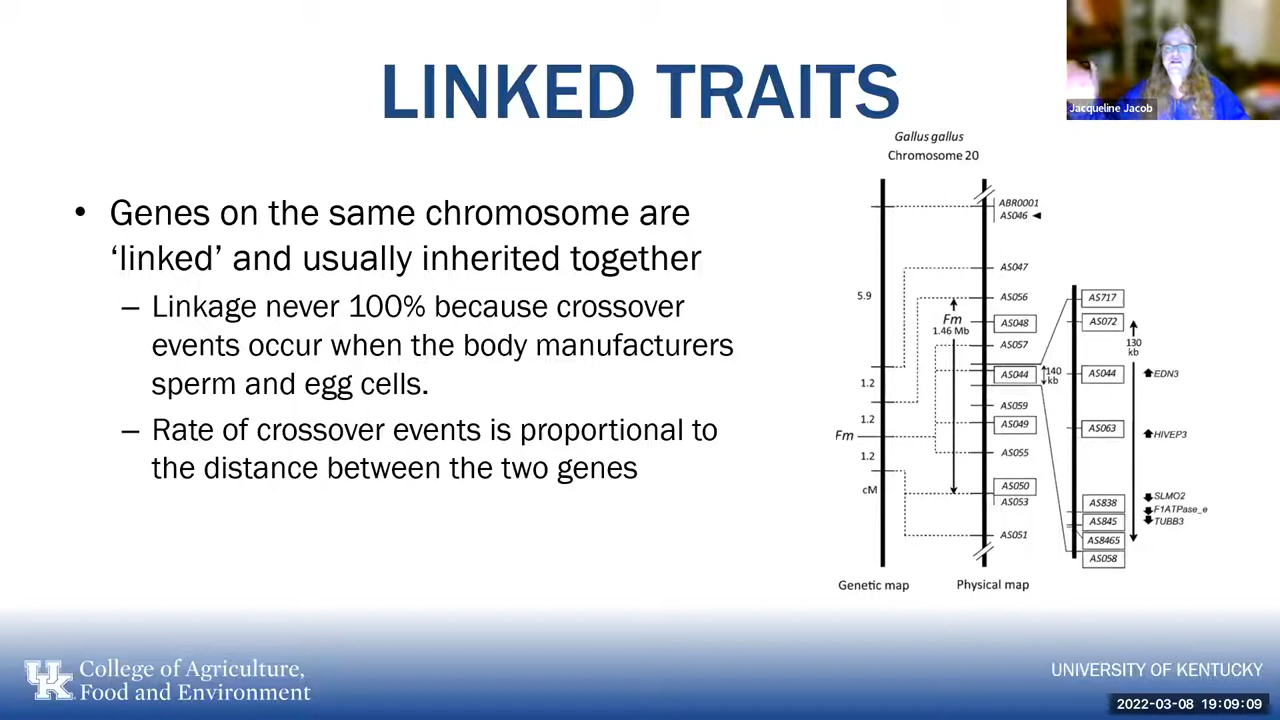 LINKED TRAITS
Jacqueline Jacob
• Genes on the same chromosome are
‘linked’ and usually inherited together
– Linkage never 100% because crossover
events occur when the body manufacturers
sperm and egg cells.
– Rate of crossover events is proportional to
the distance between the two genes
Gallus gallus
Chromosome 20
5.9
1.2
1.2
Fm
1.2
cM
Genetic map
Fm
1.46 Mb
ABR0001
AS046
AS047
AS056
AS048
AS057
AS044
AS059
AS049
AS055
AS050
AS053
AS051
Physical map
140
kb
AS717
AS072
AS044
AS063
AS838
AS845
AS8465
AS058
130
kb
EDN3
HIVEP3
SLMO2
F1ATPase_e
TUBB3
UK
College of Agriculture,
Food and Environment
UNIVERSITY OF KENTUCKY
2022-03-08 19:09:09